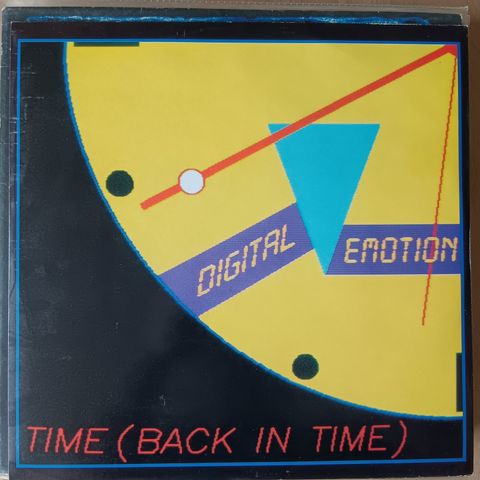 DIGITAL EMOTION
TIME (BACK IN TIME)